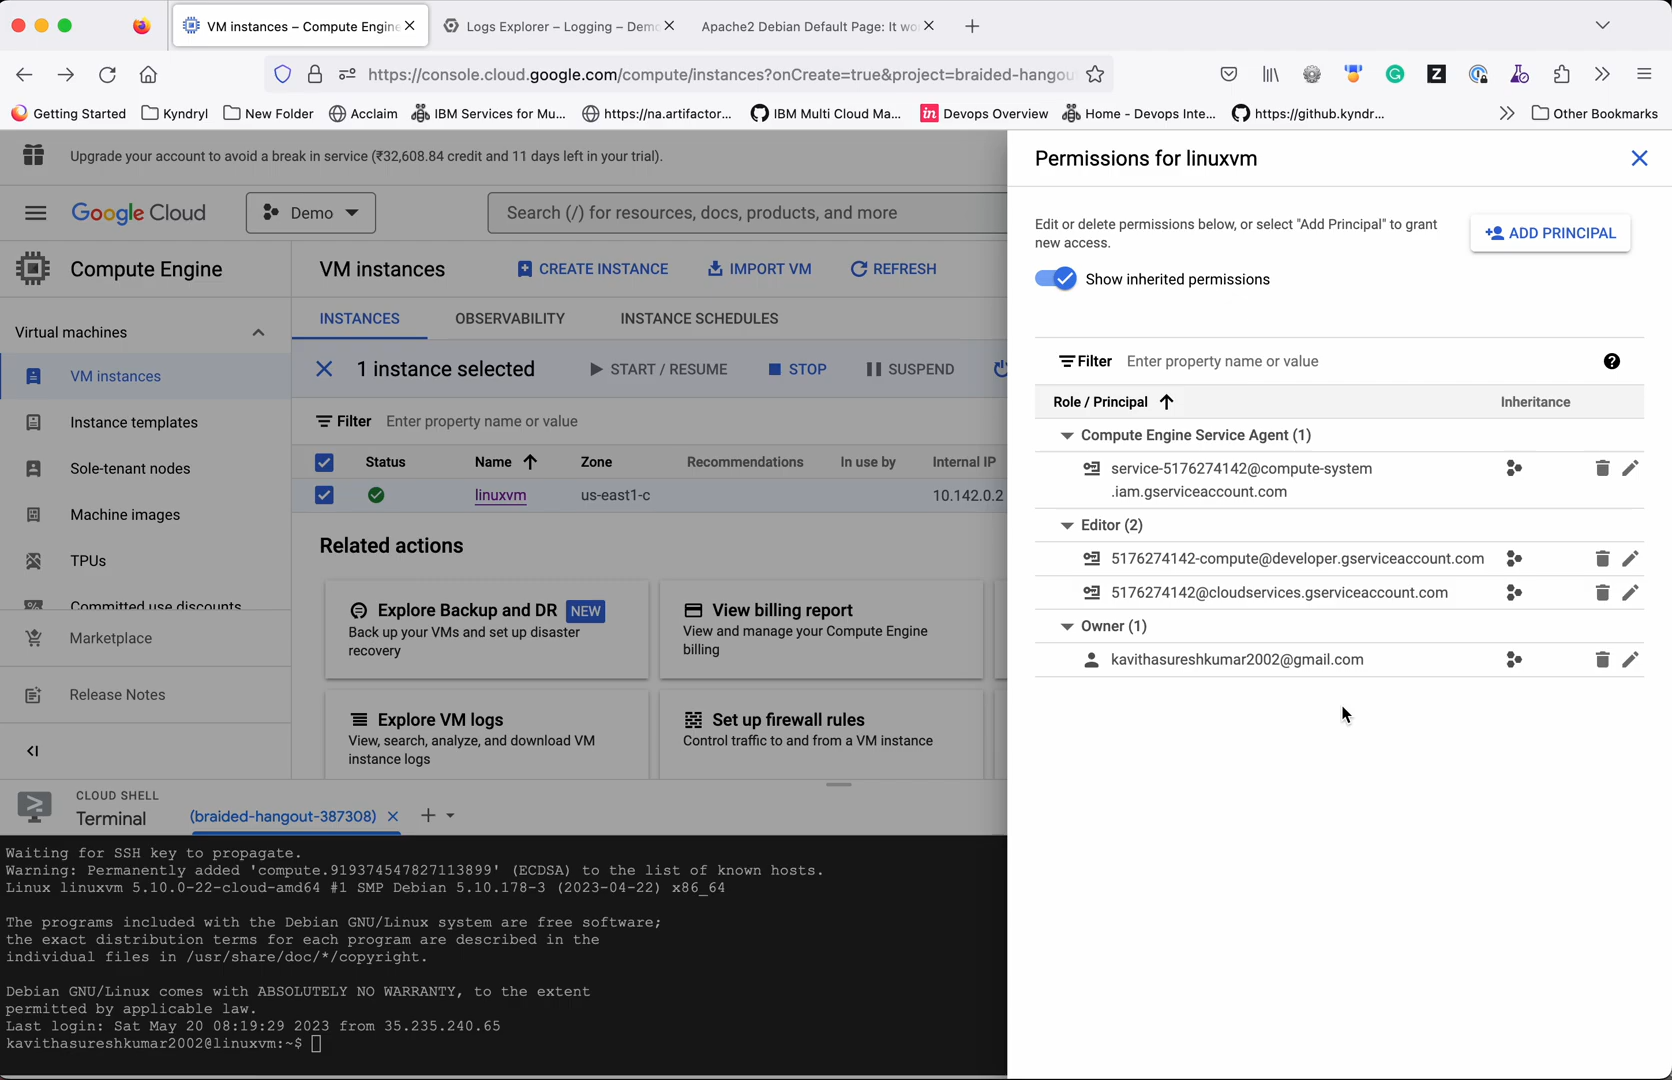 VM instances – Compute Engine
Logs Explorer – Logging – Demo
Apache2 Debian Default Page: It wo
https://console.cloud.google.com/compute/instances?onCreate=true&project=braided-hangou
Getting Started
Kyndryl
New Folder
Acclaim
IBM Services for Mu...
https://na.artifactor...
IBM Multi Cloud Ma...
in Devops Overview
Home - Devops Inte...
https://github.kyndr...
Other Bookmarks
Upgrade your account to avoid a break in service (₹32,608.84 credit and 11 days left in your trial).
Google Cloud
Demo
Search (/) for resources, docs, products, and more
Compute Engine
VM instances
CREATE INSTANCE
IMPORT VM
REFRESH
Virtual machines
VM instances
Instance templates
Sole-tenant nodes
Machine images
TPUs
Committed use discounts
Marketplace
Release Notes
INSTANCES
OBSERVABILITY
INSTANCE SCHEDULES
1 instance selected
START / RESUME
STOP
SUSPEND
Filter Enter property name or value
Status Name Zone Recommendations In use by Internal IP
linuxvm us-east1-c 10.142.0.2
Related actions
Explore Backup and DR NEW
Back up your VMs and set up disaster
recovery
View billing report
View and manage your Compute Engine
billing
Explore VM logs
View, search, analyze, and download VM
instance logs
Set up firewall rules
Control traffic to and from a VM instance
CLOUD SHELL
Terminal
(braided-hangout-387308)
Waiting for SSH key to propagate.
Warning: Permanently added 'compute.919374547827113899' (ECDSA) to the list of known hosts.
Linux linuxvm 5.10.0-22-cloud-amd64 #1 SMP Debian 5.10.178-3 (2023-04-22) x86_64
The programs included with the Debian GNU/Linux system are free software;
the exact distribution terms for each program are described in the
individual files in /usr/share/doc/*/copyright.
Debian GNU/Linux comes with ABSOLUTELY NO WARRANTY, to the extent
permitted by applicable law.
Last login: Sat May 20 08:19:29 2023 from 35.235.240.65
kavithasureshkumar2002@linuxvm:~$
Permissions for linuxvm
Edit or delete permissions below, or select "Add Principal" to grant
new access.
ADD PRINCIPAL
Show inherited permissions
Filter Enter property name or value
Role / Principal Inheritance
Compute Engine Service Agent (1)
service-5176274142@compute-system
.iam.gserviceaccount.com
Editor (2)
5176274142-compute@developer.gserviceaccount.com
5176274142@cloudservices.gserviceaccount.com
Owner (1)
kavithasureshkumar2002@gmail.com